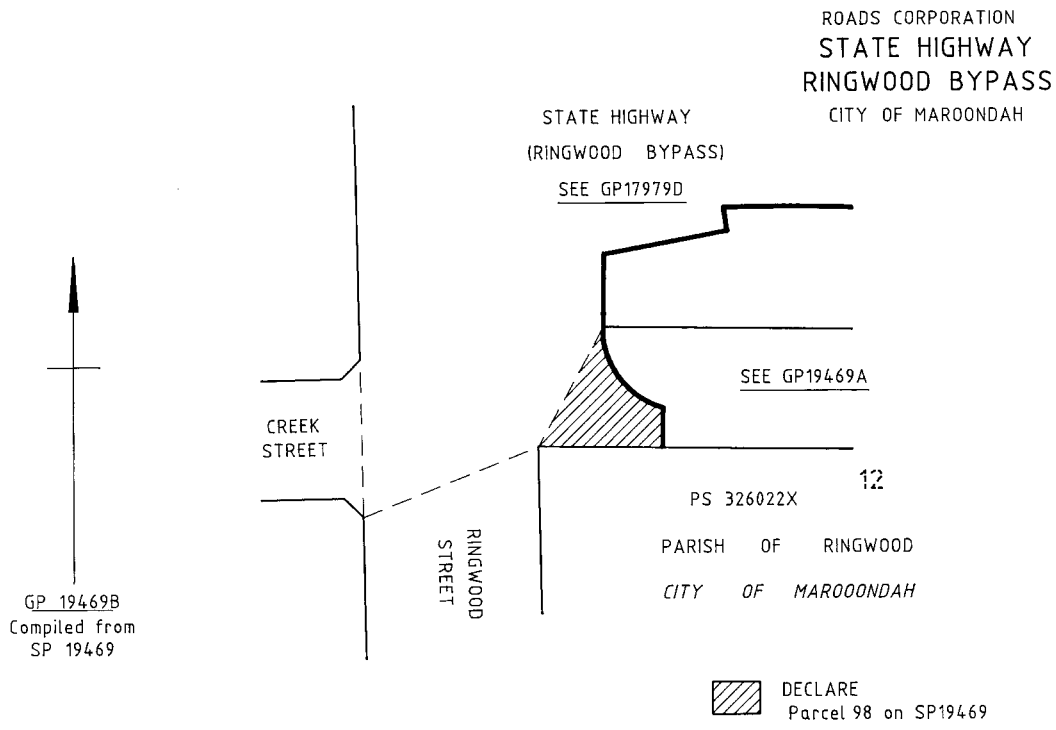 ROADS CORPORATION
STATE HIGHWAY
RINGWOOD BYPASS
CITY OF MAROONDAH
STATE HIGHWAY
(RINGWOOD BYPASS)
SEE GP17979D
SEE GP19469A
CREEK
STREET
RINGWOOD
STREET
12
PS 326022X
PARISH OF RINGWOOD
CITY OF MAROOONDAH
GP 19469B
Compiled from
SP 19469
DECLARE
Parcel 98 on SP19469